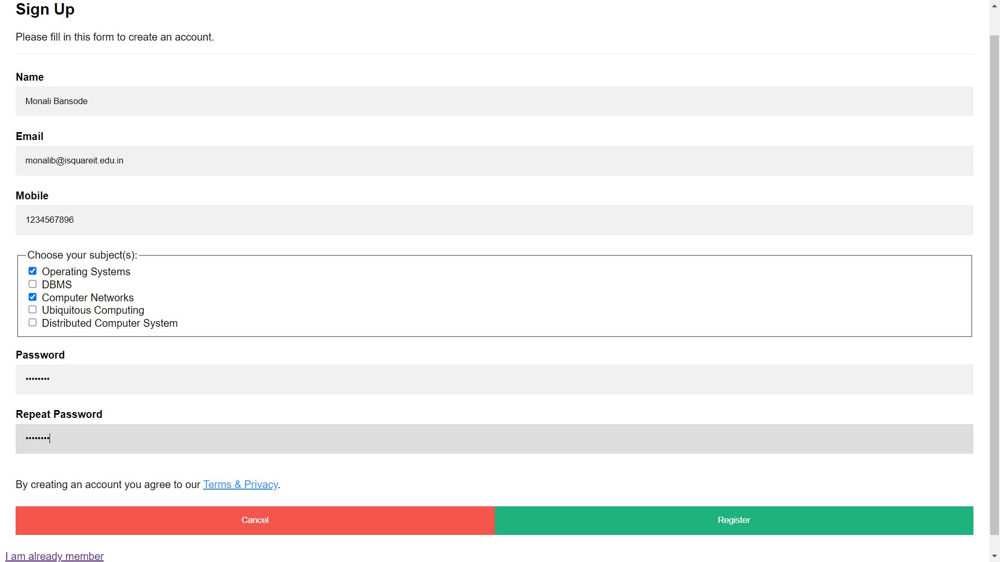 Sign Up
Please fill in this form to create an account.
Name
Monali Bansode
Email
monalib@isquareit.edu.in
Mobile
1234567896
Choose your subject(s):
Operating Systems
DBMS
Computer Networks
Ubiquitous Computing
Distributed Computer System
Password
••••••••
Repeat Password
••••••••
By creating an account you agree to our Terms & Privacy.
Cancel
Register
I am already member